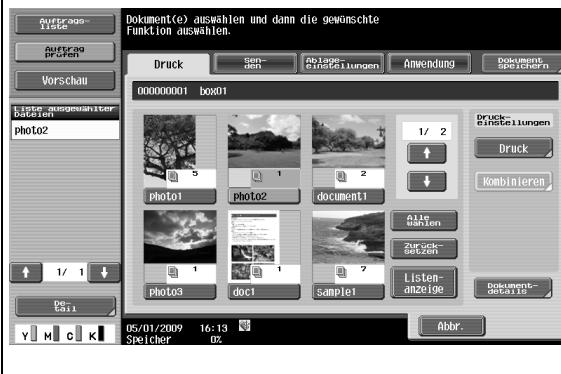 Auftrags-
liste
Auftrag
prüfen
Vorschau
Liste ausgewählter
Dateien
photo2
1/ 1
De-
tail
Y M C K
Dokument(e) auswählen und dann die gewünschte
Funktion auswählen.
Druck
Sen-
den
Ablage-
einstellungen
Anwendung
Dokument
speichern
000000001 box01
5
photo1
1
photo2
2
document1
1
photo3
1
doc1
7
sample1
1/ 2
Alle
wählen
Zurück-
setzen
Listen-
anzeige
Druck-
einstellungen
Druck
Kombinieren
Dokument-
details
05/01/2009 16:13
Speicher 0%
Abbr.